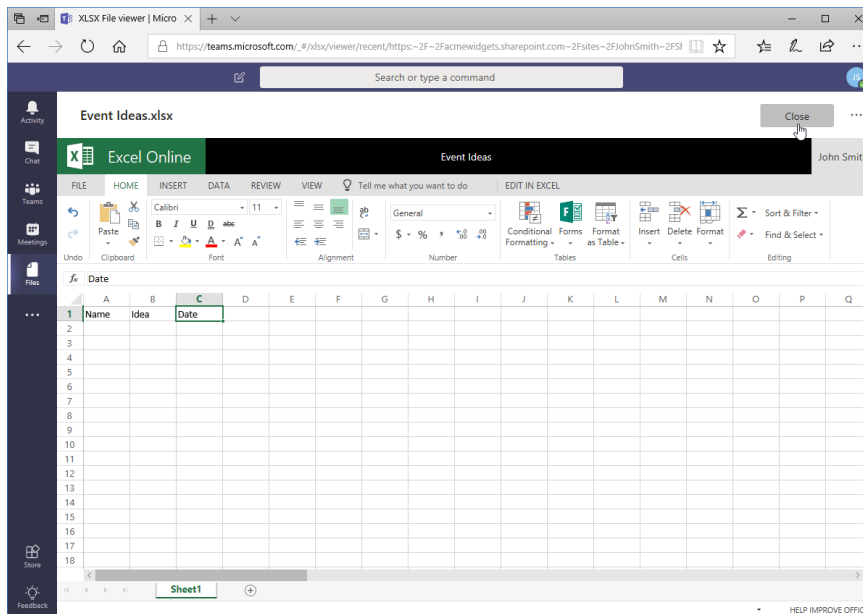 XLSX File viewer | Micro
https://teams.microsoft.com/_#/xlsx/viewer/recent/https:~2F~2Facmewidgets.sharepoint.com~2Fsites~2FJohnSmith~2FSh
Search or type a command
JS
Activity
Chat
Teams
Meetings
Files
Store
Feedback
Event Ideas.xlsx
Close
Excel Online
Event Ideas
John Smit
FILE HOME INSERT DATA REVIEW VIEW Tell me what you want to do EDIT IN EXCEL
Calibri 11
General
Paste
B I U D abc
A A A
ab
$ % ,
Conditional Formatting
Forms
Format as Table
Insert Delete Format
Sort & Filter
Find & Select
Undo Clipboard Font Alignment Number Tables Cells Editing
fx Date
A B C D E F G H I J K L M N O P Q
1 Name Idea Date
2
3
4
5
6
7
8
9
10
11
12
13
14
15
16
17
18
Sheet1
HELP IMPROVE OFFIC